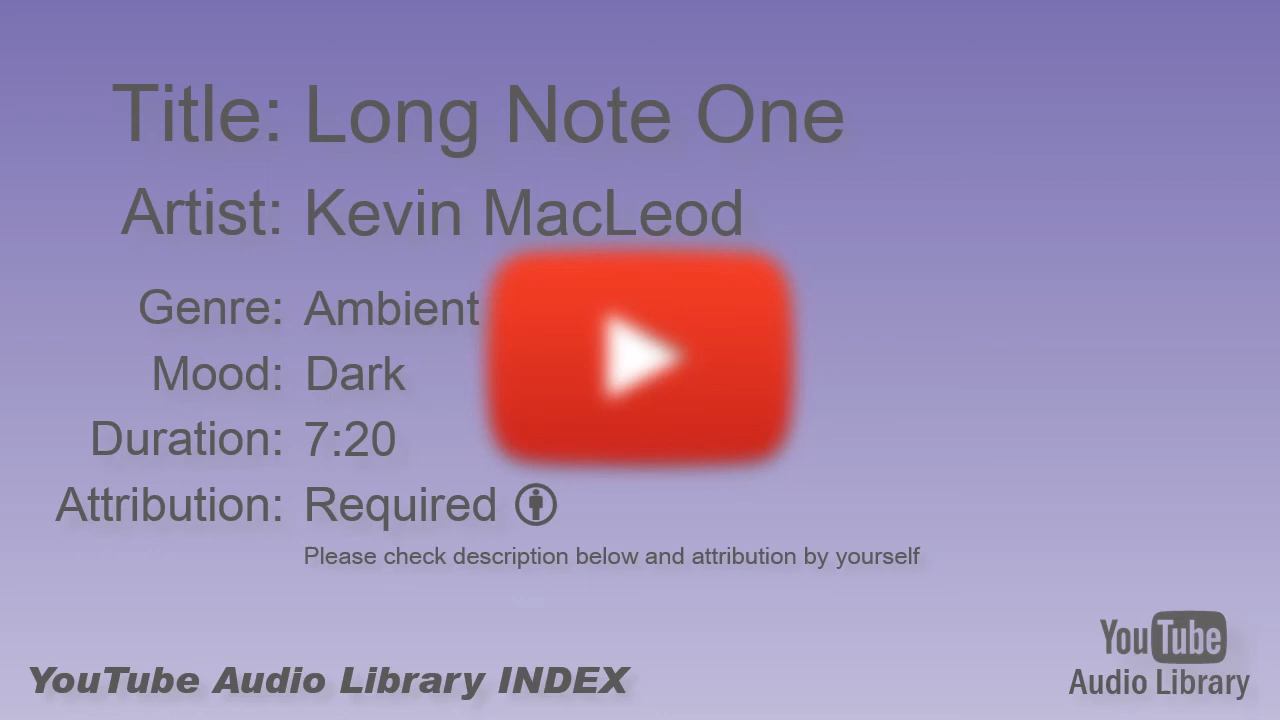 Title: Long Note One
Artist: Kevin MacLeod
Genre: Ambient
Mood: Dark
Duration: 7:20
Attribution: Required
Please check description below and attribution by yourself
YouTube Audio Library INDEX
YouTube
Audio Library